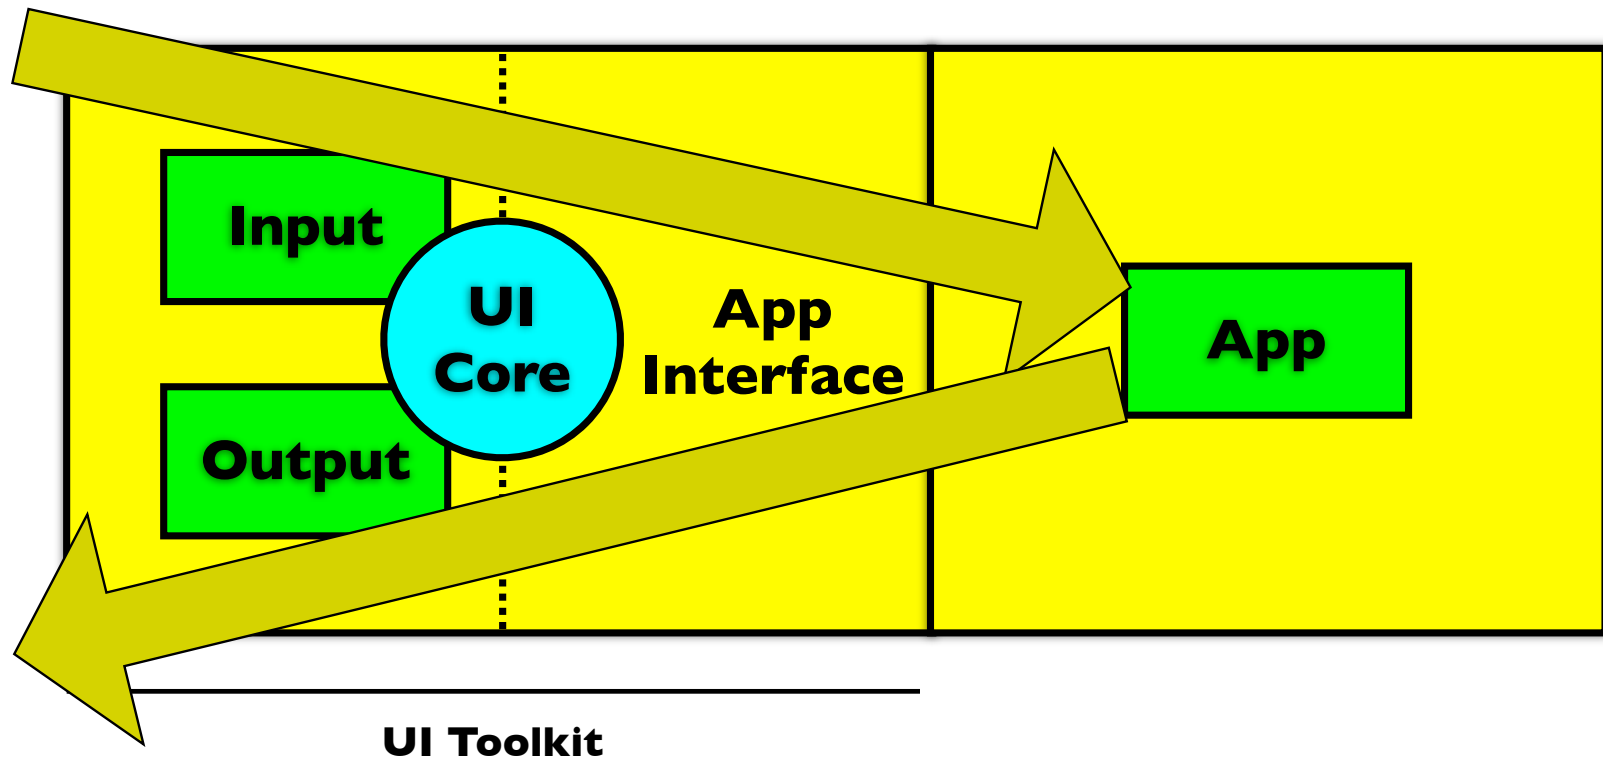 Input
UI
Core
App
Interface
App
Output
UI Toolkit